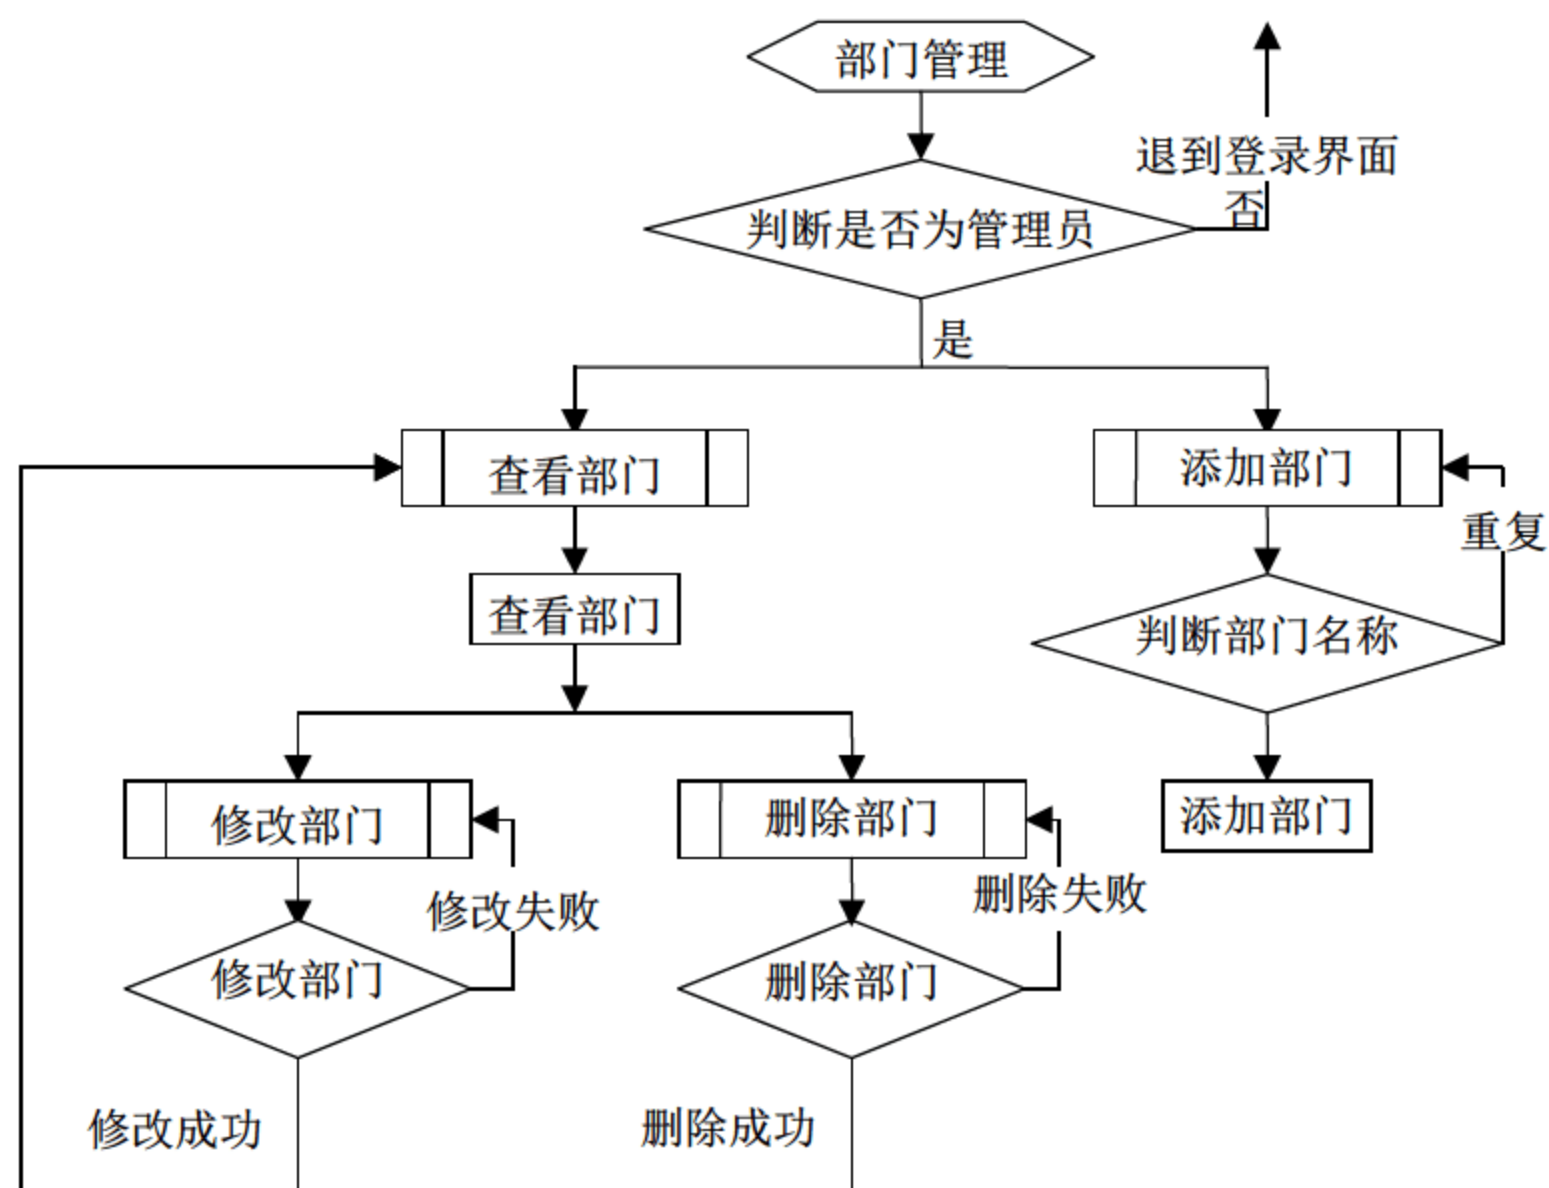 部门管理
退到登录界面
否
判断是否为管理员
是
查看部门
添加部门
重复
查看部门
判断部门名称
修改部门
删除部门
添加部门
修改失败
删除失败
修改部门
删除部门
修改成功
删除成功